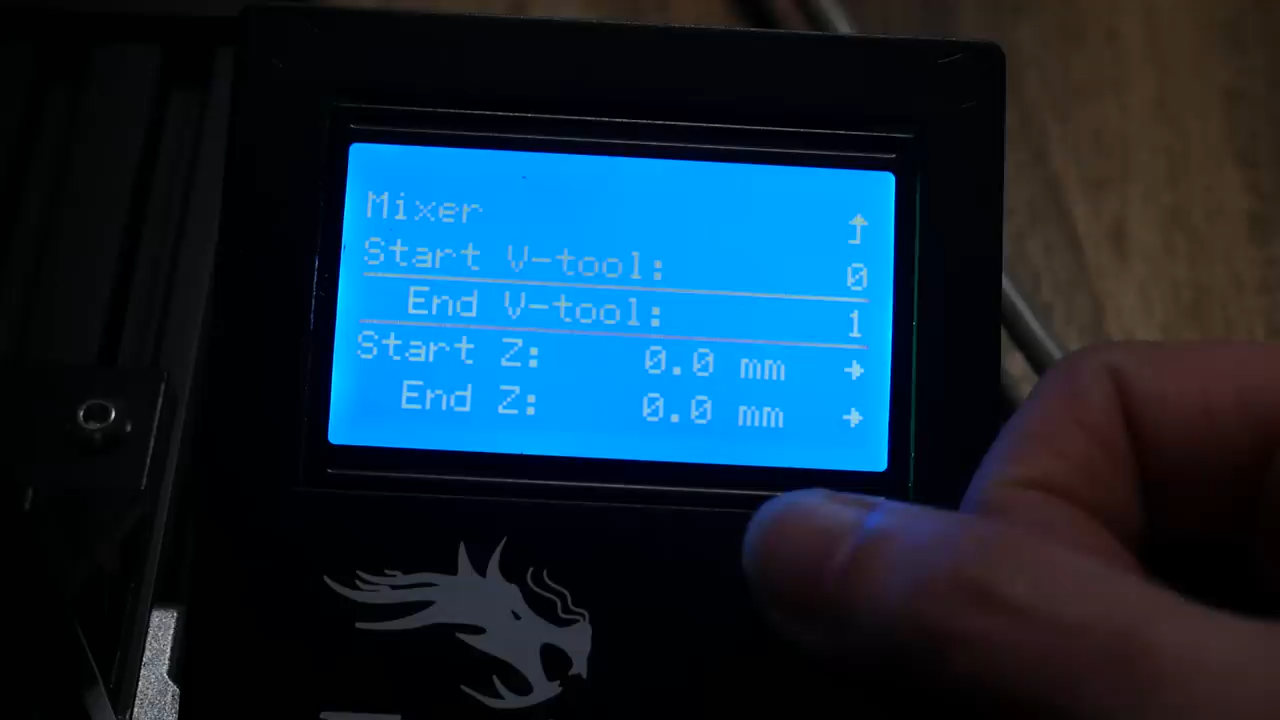 Mixer ↑
Start V-tool: 0
End V-tool: 1
Start Z: 0.0 mm →
End Z: 0.0 mm →